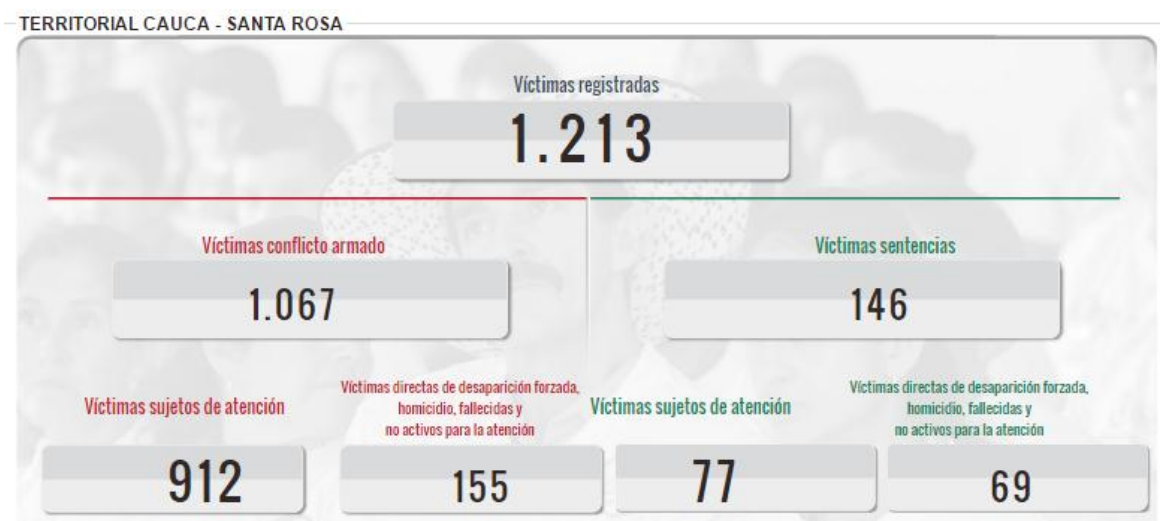 TERRITORIAL CAUCA - SANTA ROSA
Víctimas registradas
1.213
Víctimas conflicto armado
1.067
Víctimas sentencias
146
Víctimas sujetos de atención
912
Víctimas directas de desaparición forzada,
homicidio, fallecidas y
no activos para la atención
155
Víctimas sujetos de atención
77
Víctimas directas de desaparición forzada,
homicidio, fallecidas y
no activos para la atención
69